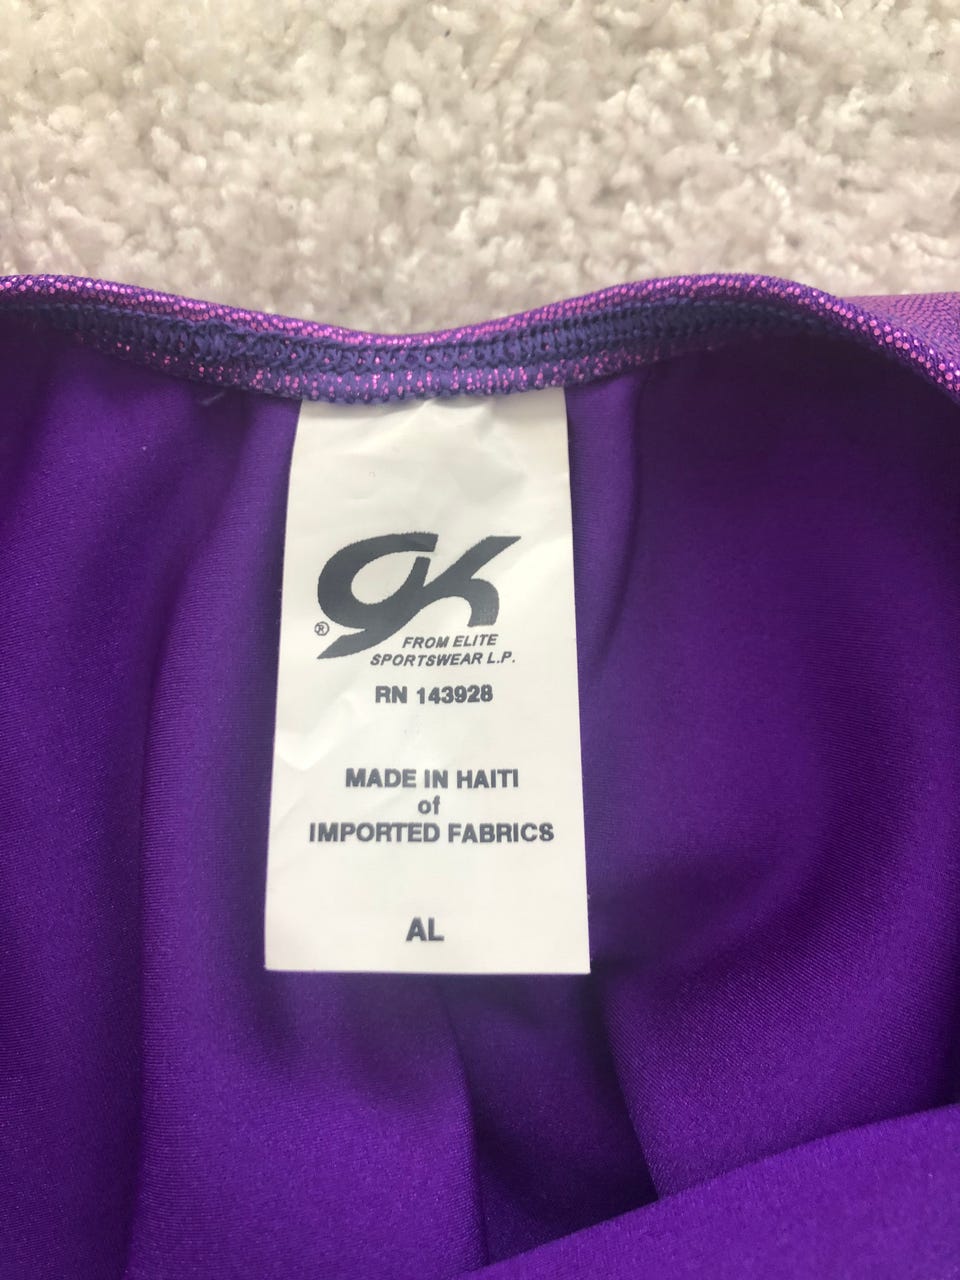 GK
®
FROM ELITE
SPORTSWEAR L.P.
RN 143928
MADE IN HAITI
of
IMPORTED FABRICS
AL